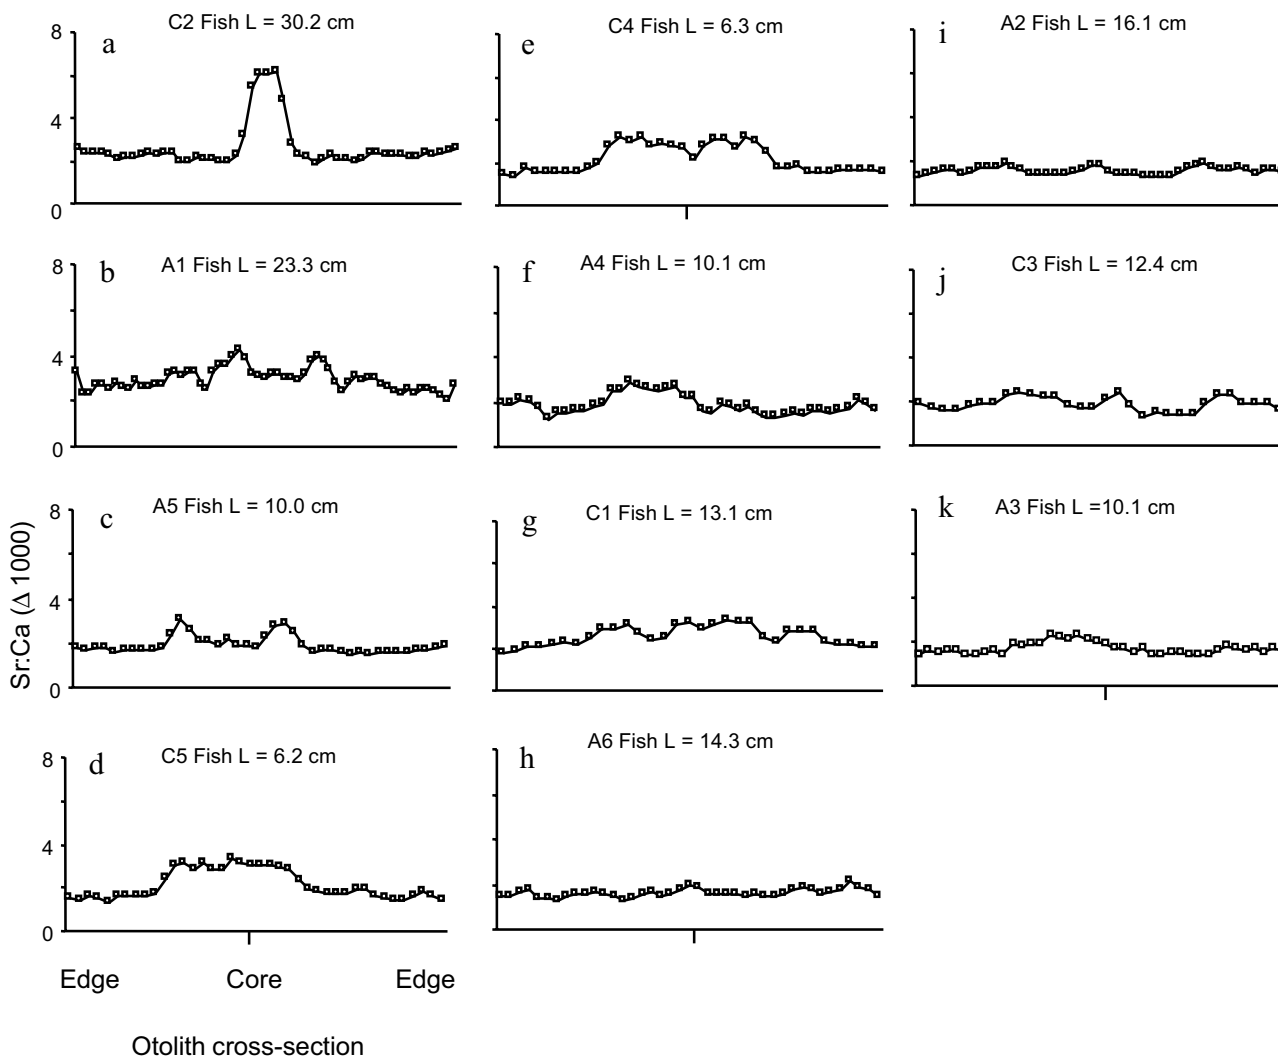 a
C2 Fish L = 30.2 cm
8
4
0
e
C4 Fish L = 6.3 cm
i
A2 Fish L = 16.1 cm
b
A1 Fish L = 23.3 cm
8
4
0
f
A4 Fish L = 10.1 cm
j
C3 Fish L = 12.4 cm
c
A5 Fish L = 10.0 cm
8
4
0
g
C1 Fish L = 13.1 cm
k
A3 Fish L =10.1 cm
Sr:Ca (Δ 1000)
d
C5 Fish L = 6.2 cm
8
4
0
h
A6 Fish L = 14.3 cm
Edge Core Edge
Otolith cross-section